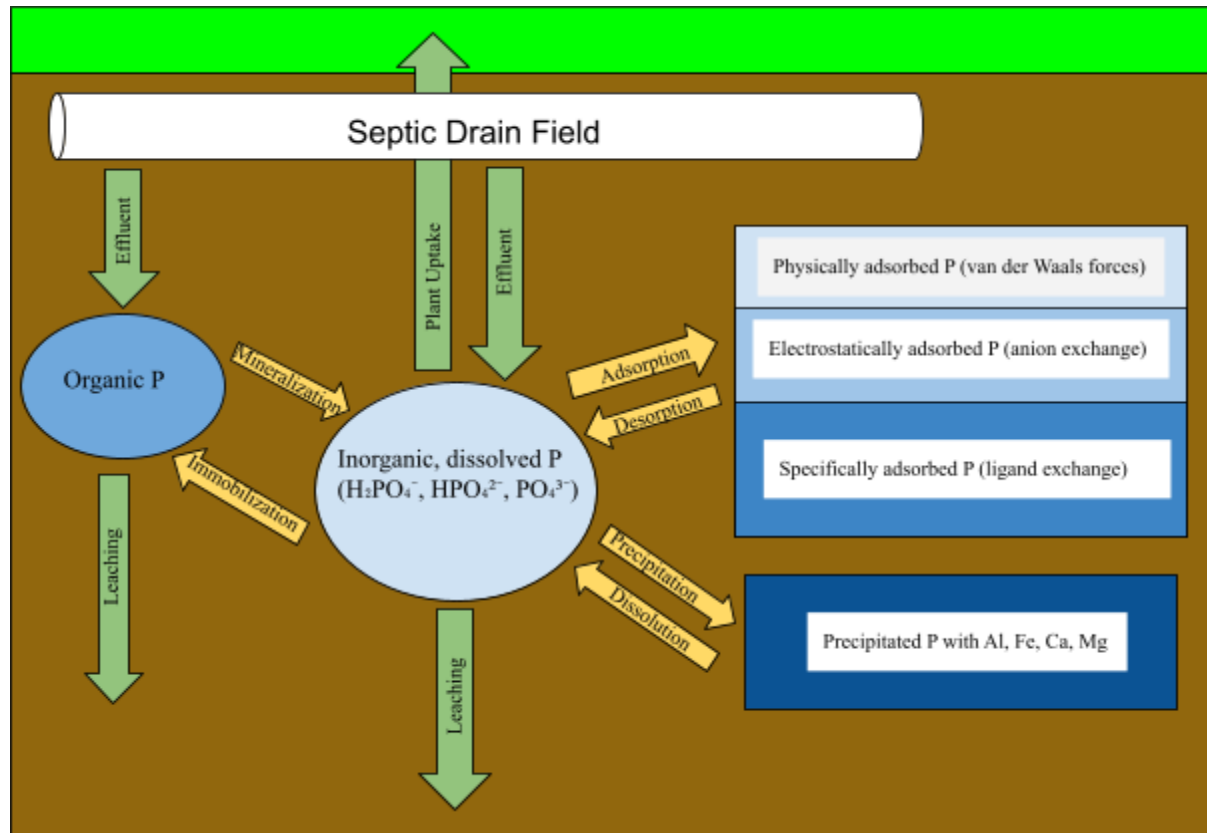 Septic Drain Field
Effluent
Plant Uptake
Effluent
Physically adsorbed P (van der Waals forces)
Electrostatically adsorbed P (anion exchange)
Specifically adsorbed P (ligand exchange)
Organic P
Mineralization
Immobilization
Adsorption
Desorption
Inorganic, dissolved P
(H₂PO₄⁻, HPO₄²⁻, PO₄³⁻)
Precipitation
Dissolution
Precipitated P with Al, Fe, Ca, Mg
Leaching
Leaching